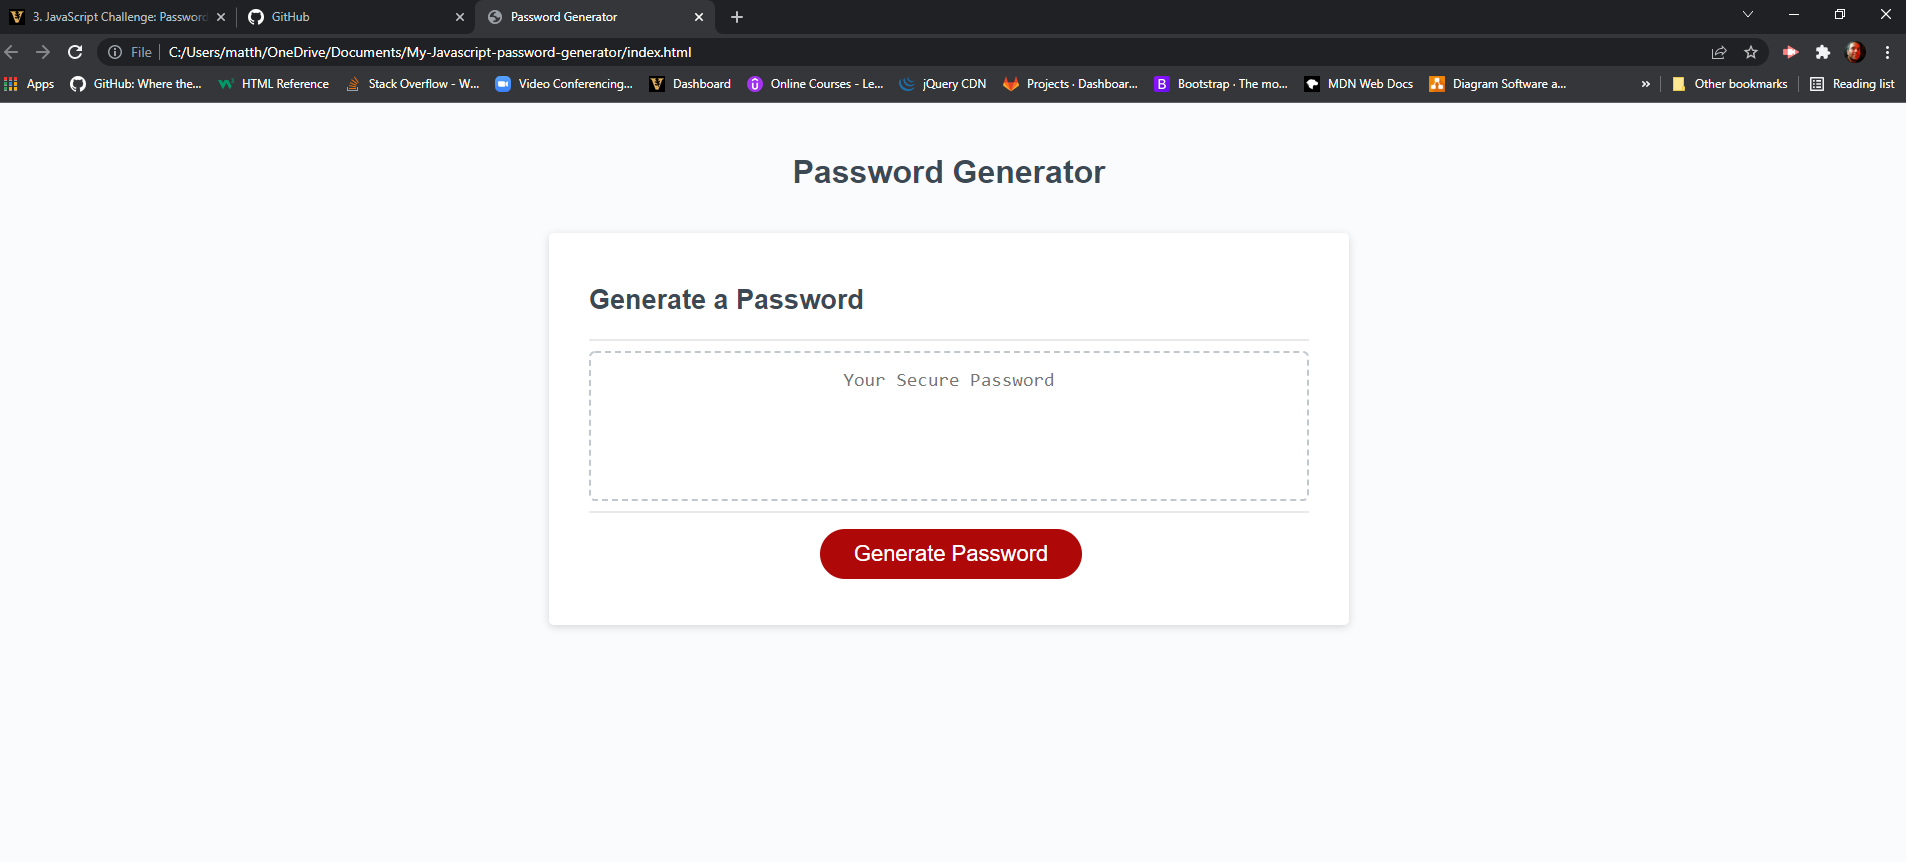 3. JavaScript Challenge: Password
GitHub
Password Generator
File
C:/Users/matth/OneDrive/Documents/My-Javascript-password-generator/index.html
Apps
GitHub: Where the...
HTML Reference
Stack Overflow - W...
Video Conferencing...
Dashboard
Online Courses - Le...
jQuery CDN
Projects · Dashboar...
Bootstrap · The mo...
MDN Web Docs
Diagram Software a...
»
Other bookmarks
Reading list
Password Generator
Generate a Password
Your Secure Password
Generate Password